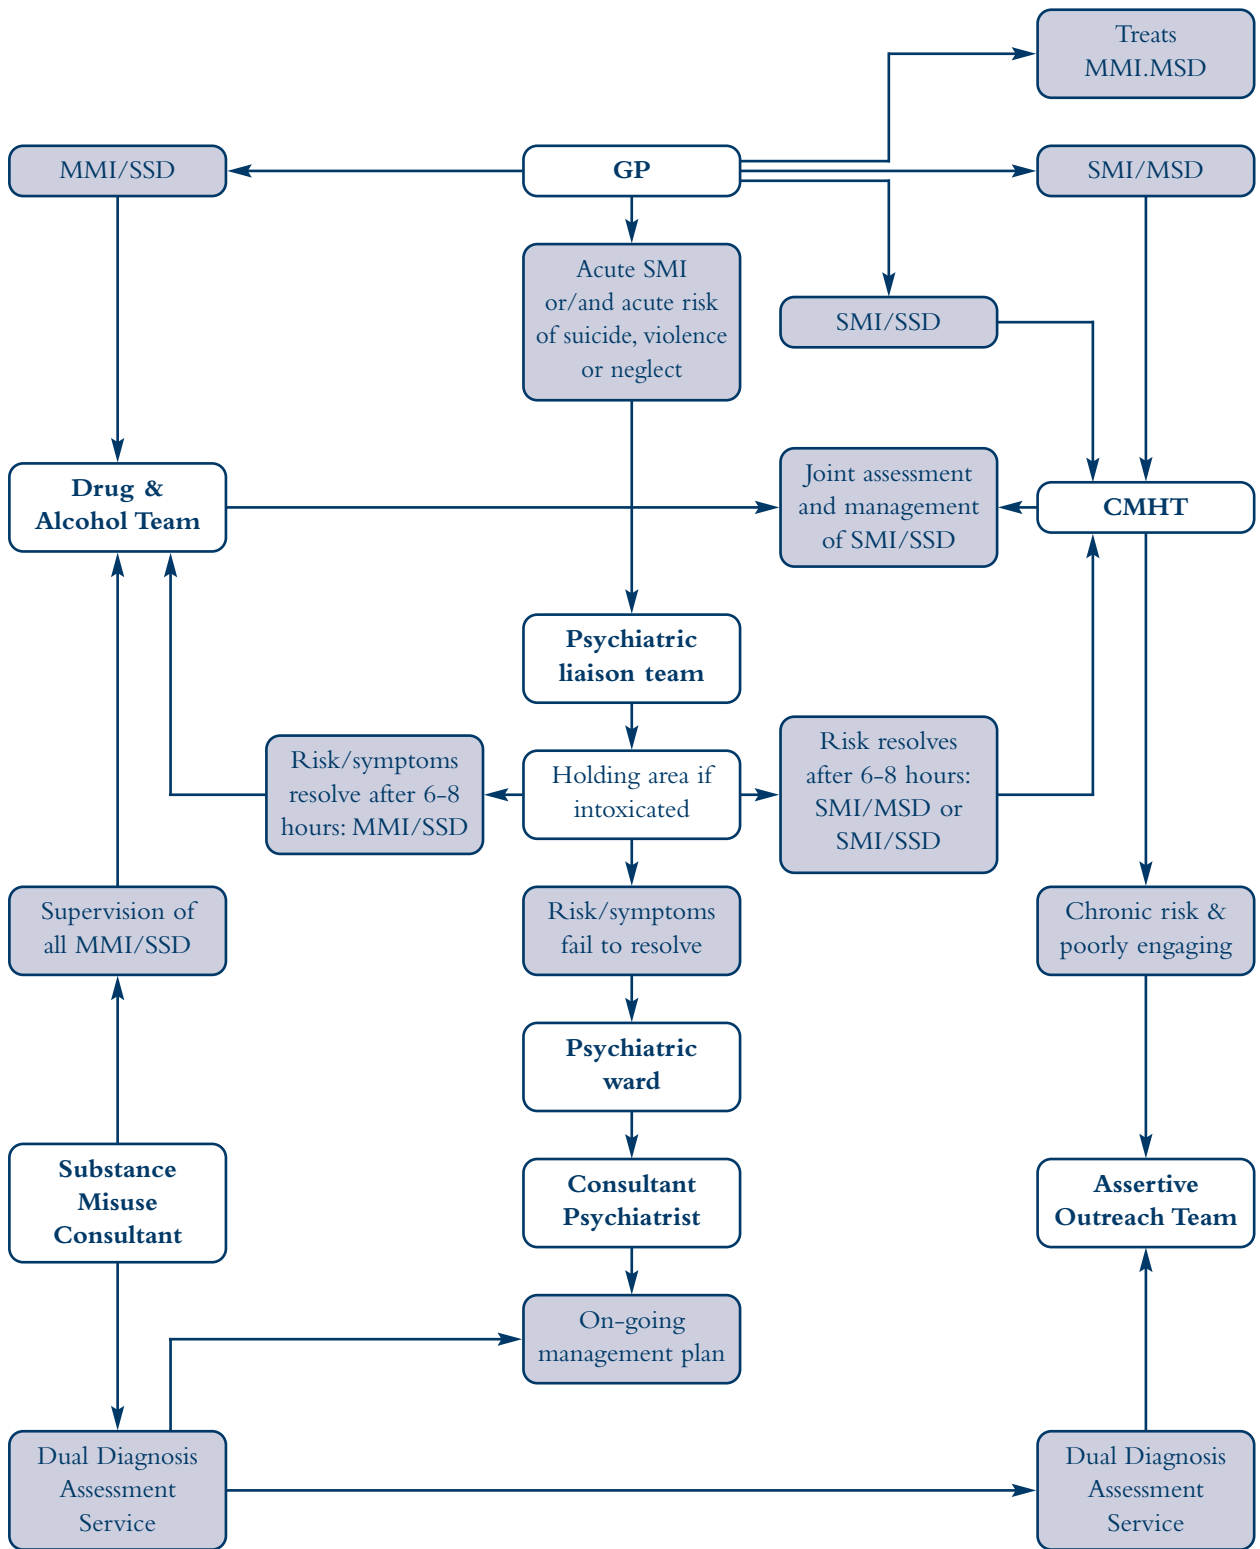 Treats
MMI.MSD
MMI/SSD
GP
SMI/MSD
Acute SMI
or/and acute risk
of suicide, violence
or neglect
SMI/SSD
Drug &
Alcohol Team
Joint assessment
and management
of SMI/SSD
CMHT
Psychiatric
liaison team
Risk/symptoms
resolve after 6-8
hours: MMI/SSD
Holding area if
intoxicated
Risk resolves
after 6-8 hours:
SMI/MSD or
SMI/SSD
Supervision of
all MMI/SSD
Risk/symptoms
fail to resolve
Chronic risk &
poorly engaging
Psychiatric
ward
Substance
Misuse
Consultant
Consultant
Psychiatrist
Assertive
Outreach Team
On-going
management plan
Dual Diagnosis
Assessment
Service
Dual Diagnosis
Assessment
Service